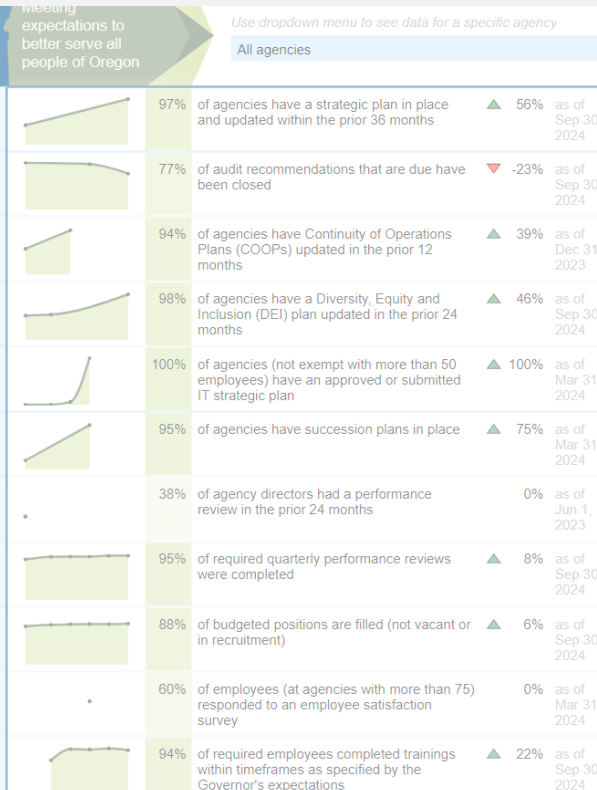 Meeting
expectations to
better serve all
people of Oregon
Use dropdown menu to see data for a specific agency
All agencies
97% of agencies have a strategic plan in place 56% as of
and updated within the prior 36 months Sep 30
2024
77% of audit recommendations that are due have -23% as of
been closed Sep 30
2024
94% of agencies have Continuity of Operations 39% as of
Plans (COOPs) updated in the prior 12 Dec 31
months 2023
98% of agencies have a Diversity, Equity and 46% as of
Inclusion (DEI) plan updated in the prior 24 Sep 30
months 2024
100% of agencies (not exempt with more than 50 100% as of
employees) have an approved or submitted Mar 31
IT strategic plan 2024
95% of agencies have succession plans in place 75% as of
Mar 31
2024
38% of agency directors had a performance 0% as of
review in the prior 24 months Jun 1,
2023
95% of required quarterly performance reviews 8% as of
were completed Sep 30
2024
88% of budgeted positions are filled (not vacant or 6% as of
in recruitment) Sep 30
2024
60% of employees (at agencies with more than 75) 0% as of
responded to an employee satisfaction Mar 31
survey 2024
94% of required employees completed trainings 22% as of
within timeframes as specified by the Sep 30
Governor's expectations 2024